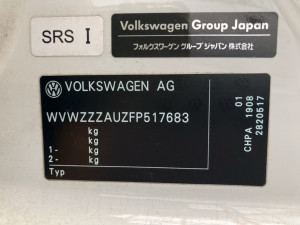 SRS I
Volkswagen Group Japan
フォルクスワーゲン グループ ジャパン 株式会社
VOLKSWAGEN AG
WVWZZZAUZFP517683
kg
kg
1- kg
2- kg
Typ
01
CHPA 1908
2820517